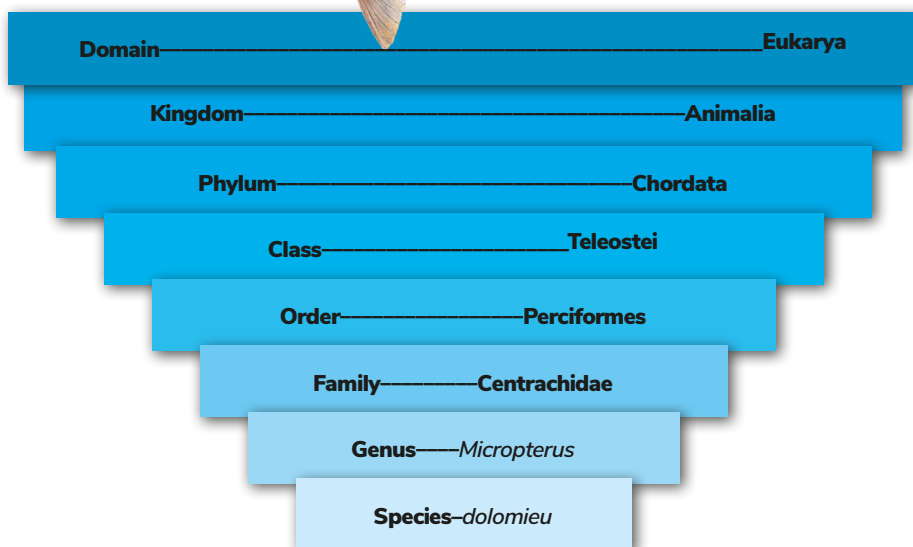 Domain--------------------------------------------------------------------Eukarya
Kingdom-------------------------------------------------Animalia
Phylum----------------------------------------Chordata
Class----------------------------Teleostei
Order--------------------Perciformes
Family-----------Centrachidae
Genus-----Micropterus
Species–dolomieu